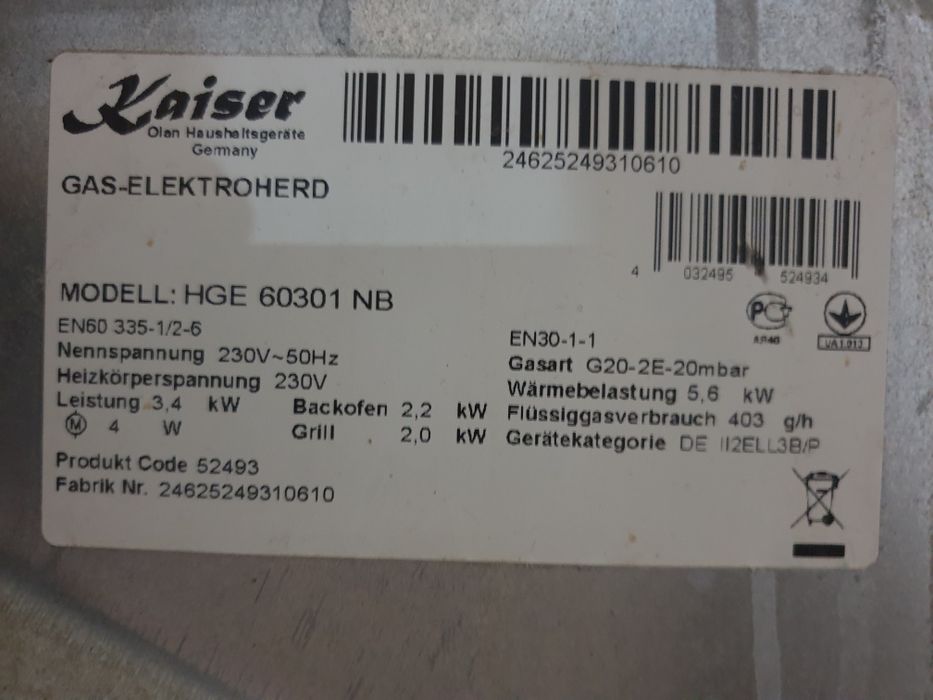 Kaiser
Olan Haushaltsgeräte
Germany
24625249310610
GAS-ELEKTROHERD
4 032495 524934
MODELL: HGE 60301 NB
EN60 335-1/2-6
Nennspannung 230V~50Hz
Heizkörperspannung 230V
Leistung 3,4 kW Backofen 2,2 kW
M 4 W Grill 2,0 kW
EN30-1-1
Gasart G20-2E-20mbar
Wärmebelastung 5,6 kW
Flüssiggasverbrauch 403 g/h
Gerätekategorie DE II2ELL3B/P
Produkt Code 52493
Fabrik Nr. 24625249310610